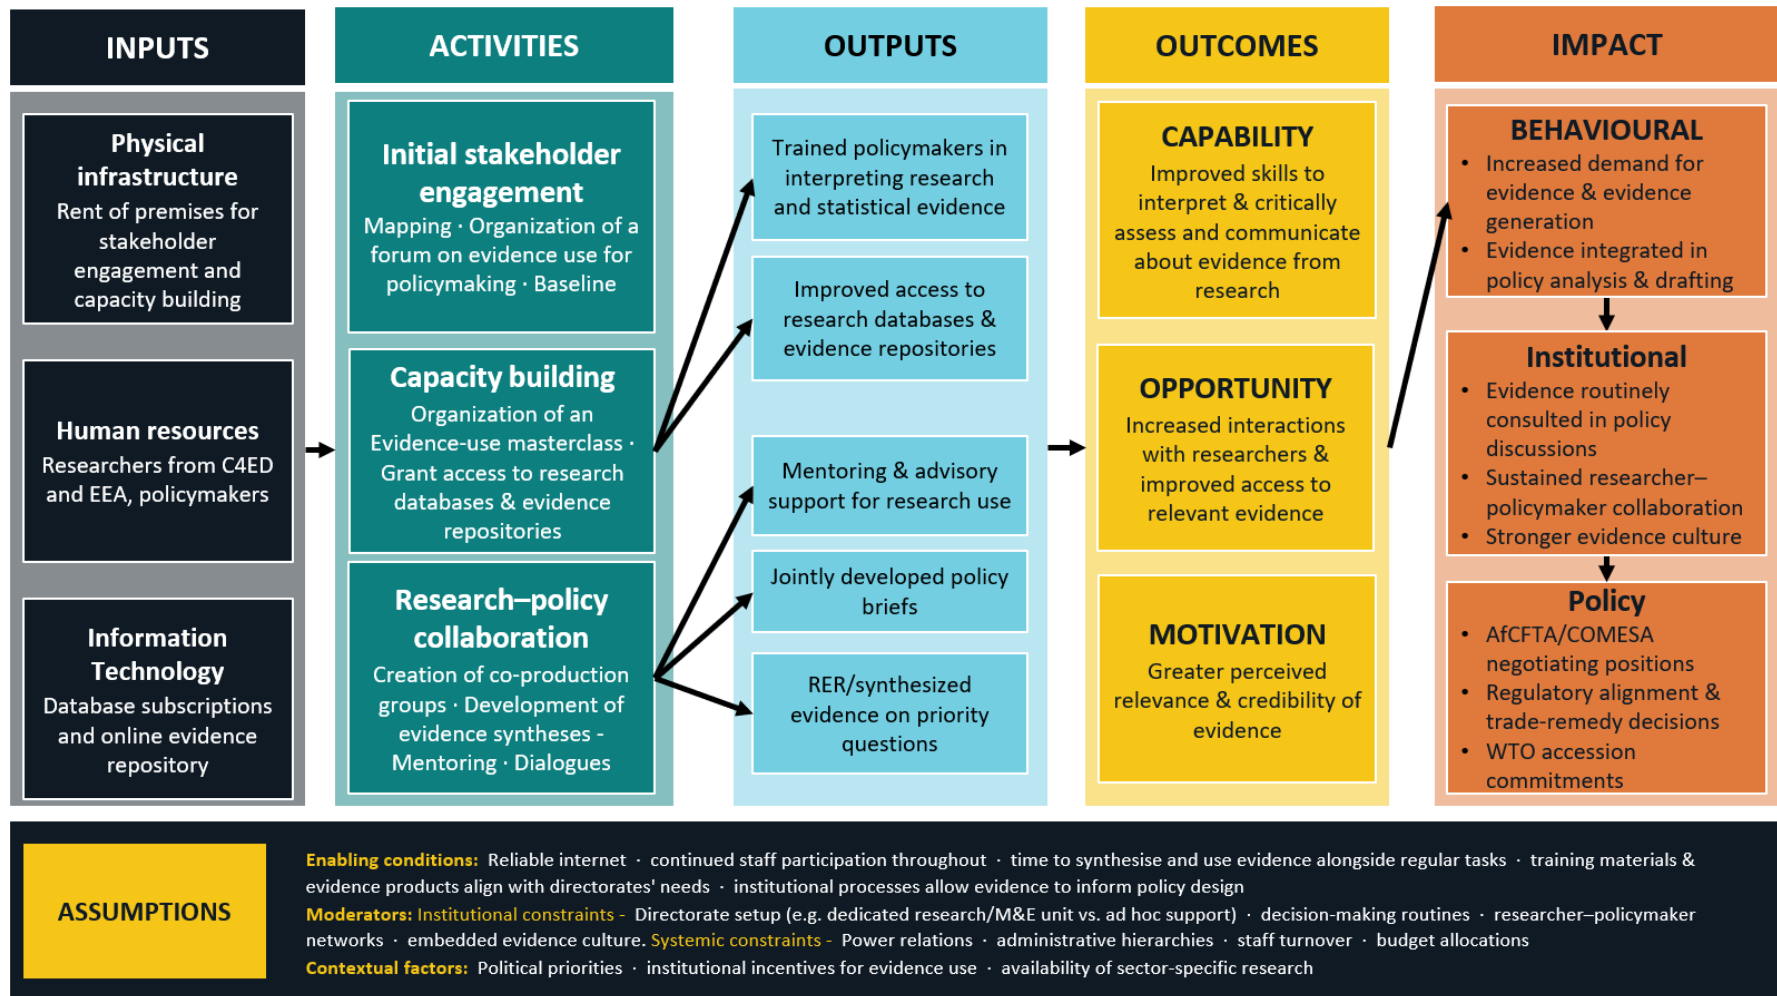 INPUTS
Physical
infrastructure
Rent of premises for
stakeholder
engagement and
capacity building
Human resources
Researchers from C4ED
and EEA, policymakers
Information
Technology
Database subscriptions
and online evidence
repository
ACTIVITIES
Initial stakeholder
engagement
Mapping · Organization of a
forum on evidence use for
policymaking · Baseline
Capacity building
Organization of an
Evidence-use masterclass ·
Grant access to research
databases & evidence
repositories
Research–policy
collaboration
Creation of co-production
groups · Development of
evidence syntheses -
Mentoring · Dialogues
OUTPUTS
Trained policymakers in
interpreting research
and statistical evidence
Improved access to
research databases &
evidence repositories
Mentoring & advisory
support for research use
Jointly developed policy
briefs
RER/synthesized
evidence on priority
questions
OUTCOMES
CAPABILITY
Improved skills to
interpret & critically
assess and communicate
about evidence from
research
OPPORTUNITY
Increased interactions
with researchers &
improved access to
relevant evidence
MOTIVATION
Greater perceived
relevance & credibility of
evidence
IMPACT
BEHAVIOURAL
• Increased demand for
evidence & evidence
generation
• Evidence integrated in
policy analysis & drafting
Institutional
• Evidence routinely
consulted in policy
discussions
• Sustained researcher–
policymaker collaboration
• Stronger evidence culture
Policy
• AfCFTA/COMESA
negotiating positions
• Regulatory alignment &
trade-remedy decisions
• WTO accession
commitments
ASSUMPTIONS
Enabling conditions: Reliable internet · continued staff participation throughout · time to synthesise and use evidence alongside regular tasks · training materials &
evidence products align with directorates' needs · institutional processes allow evidence to inform policy design
Moderators: Institutional constraints - Directorate setup (e.g. dedicated research/M&E unit vs. ad hoc support) · decision-making routines · researcher–policymaker
networks · embedded evidence culture. Systemic constraints - Power relations · administrative hierarchies · staff turnover · budget allocations
Contextual factors: Political priorities · institutional incentives for evidence use · availability of sector-specific research